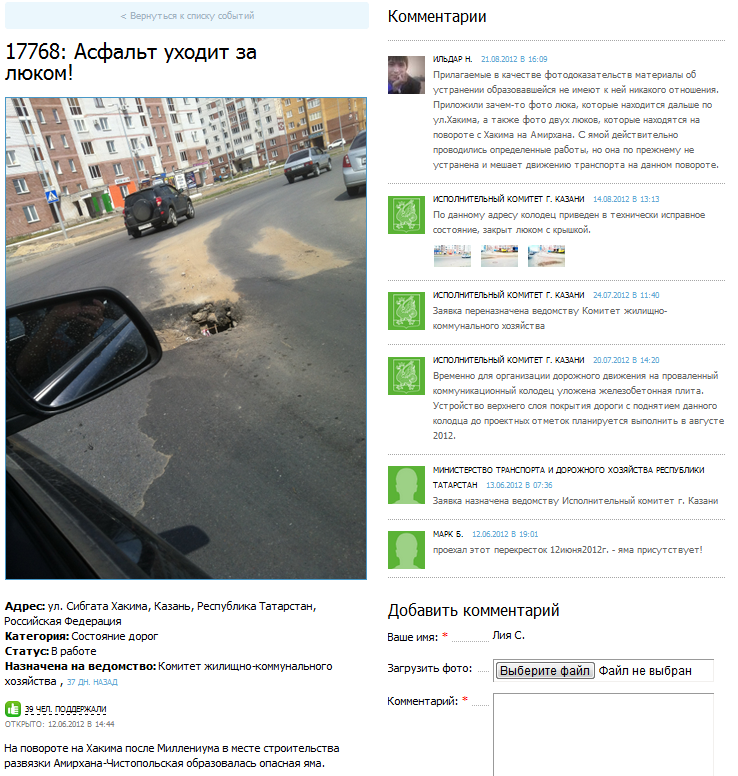 < Вернуться к списку событий
17768: Асфальт уходит за
люком!
Адрес: ул. Сибгата Хакима, Казань, Республика Татарстан,
Российская Федерация
Категория: Состояние дорог
Статус: В работе
Назначена на ведомство: Комитет жилищно-коммунального
хозяйства , 37 ДН. НАЗАД
39 ЧЕЛ. ПОДДЕРЖАЛИ
ОТКРЫТО: 12.06.2012 В 14:44
На повороте на Хакима после Миллениума в месте строительства
развязки Амирхана-Чистопольская образовалась опасная яма.
Комментарии
ИЛЬДАР Н. 21.08.2012 В 16:09
Прилагаемые в качестве фотодоказательств материалы об
устранении образовавшейся не имеют к ней никакого отношения.
Приложили зачем-то фото люка, которые находится дальше по
ул.Хакима, а также фото двух люков, которые находятся на
повороте с Хакима на Амирхана. С ямой действительно
проводились определенные работы, но она по прежнему не
устранена и мешает движению транспорта на данном повороте.
ИСПОЛНИТЕЛЬНЫЙ КОМИТЕТ Г. КАЗАНИ 14.08.2012 В 13:13
По данному адресу колодец приведен в технически исправное
состояние, закрыт люком с крышкой.
ИСПОЛНИТЕЛЬНЫЙ КОМИТЕТ Г. КАЗАНИ 24.07.2012 В 11:40
Заявка переназначена ведомству Комитет жилищно-
коммунального хозяйства
ИСПОЛНИТЕЛЬНЫЙ КОМИТЕТ Г. КАЗАНИ 20.07.2012 В 14:20
Временно для организации дорожного движения на проваленный
коммуникационный колодец уложена железобетонная плита.
Устройство верхнего слоя покрытия дороги с поднятием данного
колодца до проектных отметок планируется выполнить в августе
2012.
МИНИСТЕРСТВО ТРАНСПОРТА И ДОРОЖНОГО ХОЗЯЙСТВА РЕСПУБЛИКИ
ТАТАРСТАН 13.06.2012 В 07:36
Заявка назначена ведомству Исполнительный комитет г. Казани
МАРК Б. 12.06.2012 В 19:01
проехал этот перекресток 12июня2012г. - яма присутствует!
Добавить комментарий
Ваше имя: * Лия С.
Загрузить фото: Выберите файл Файл не выбран
Комментарий: *